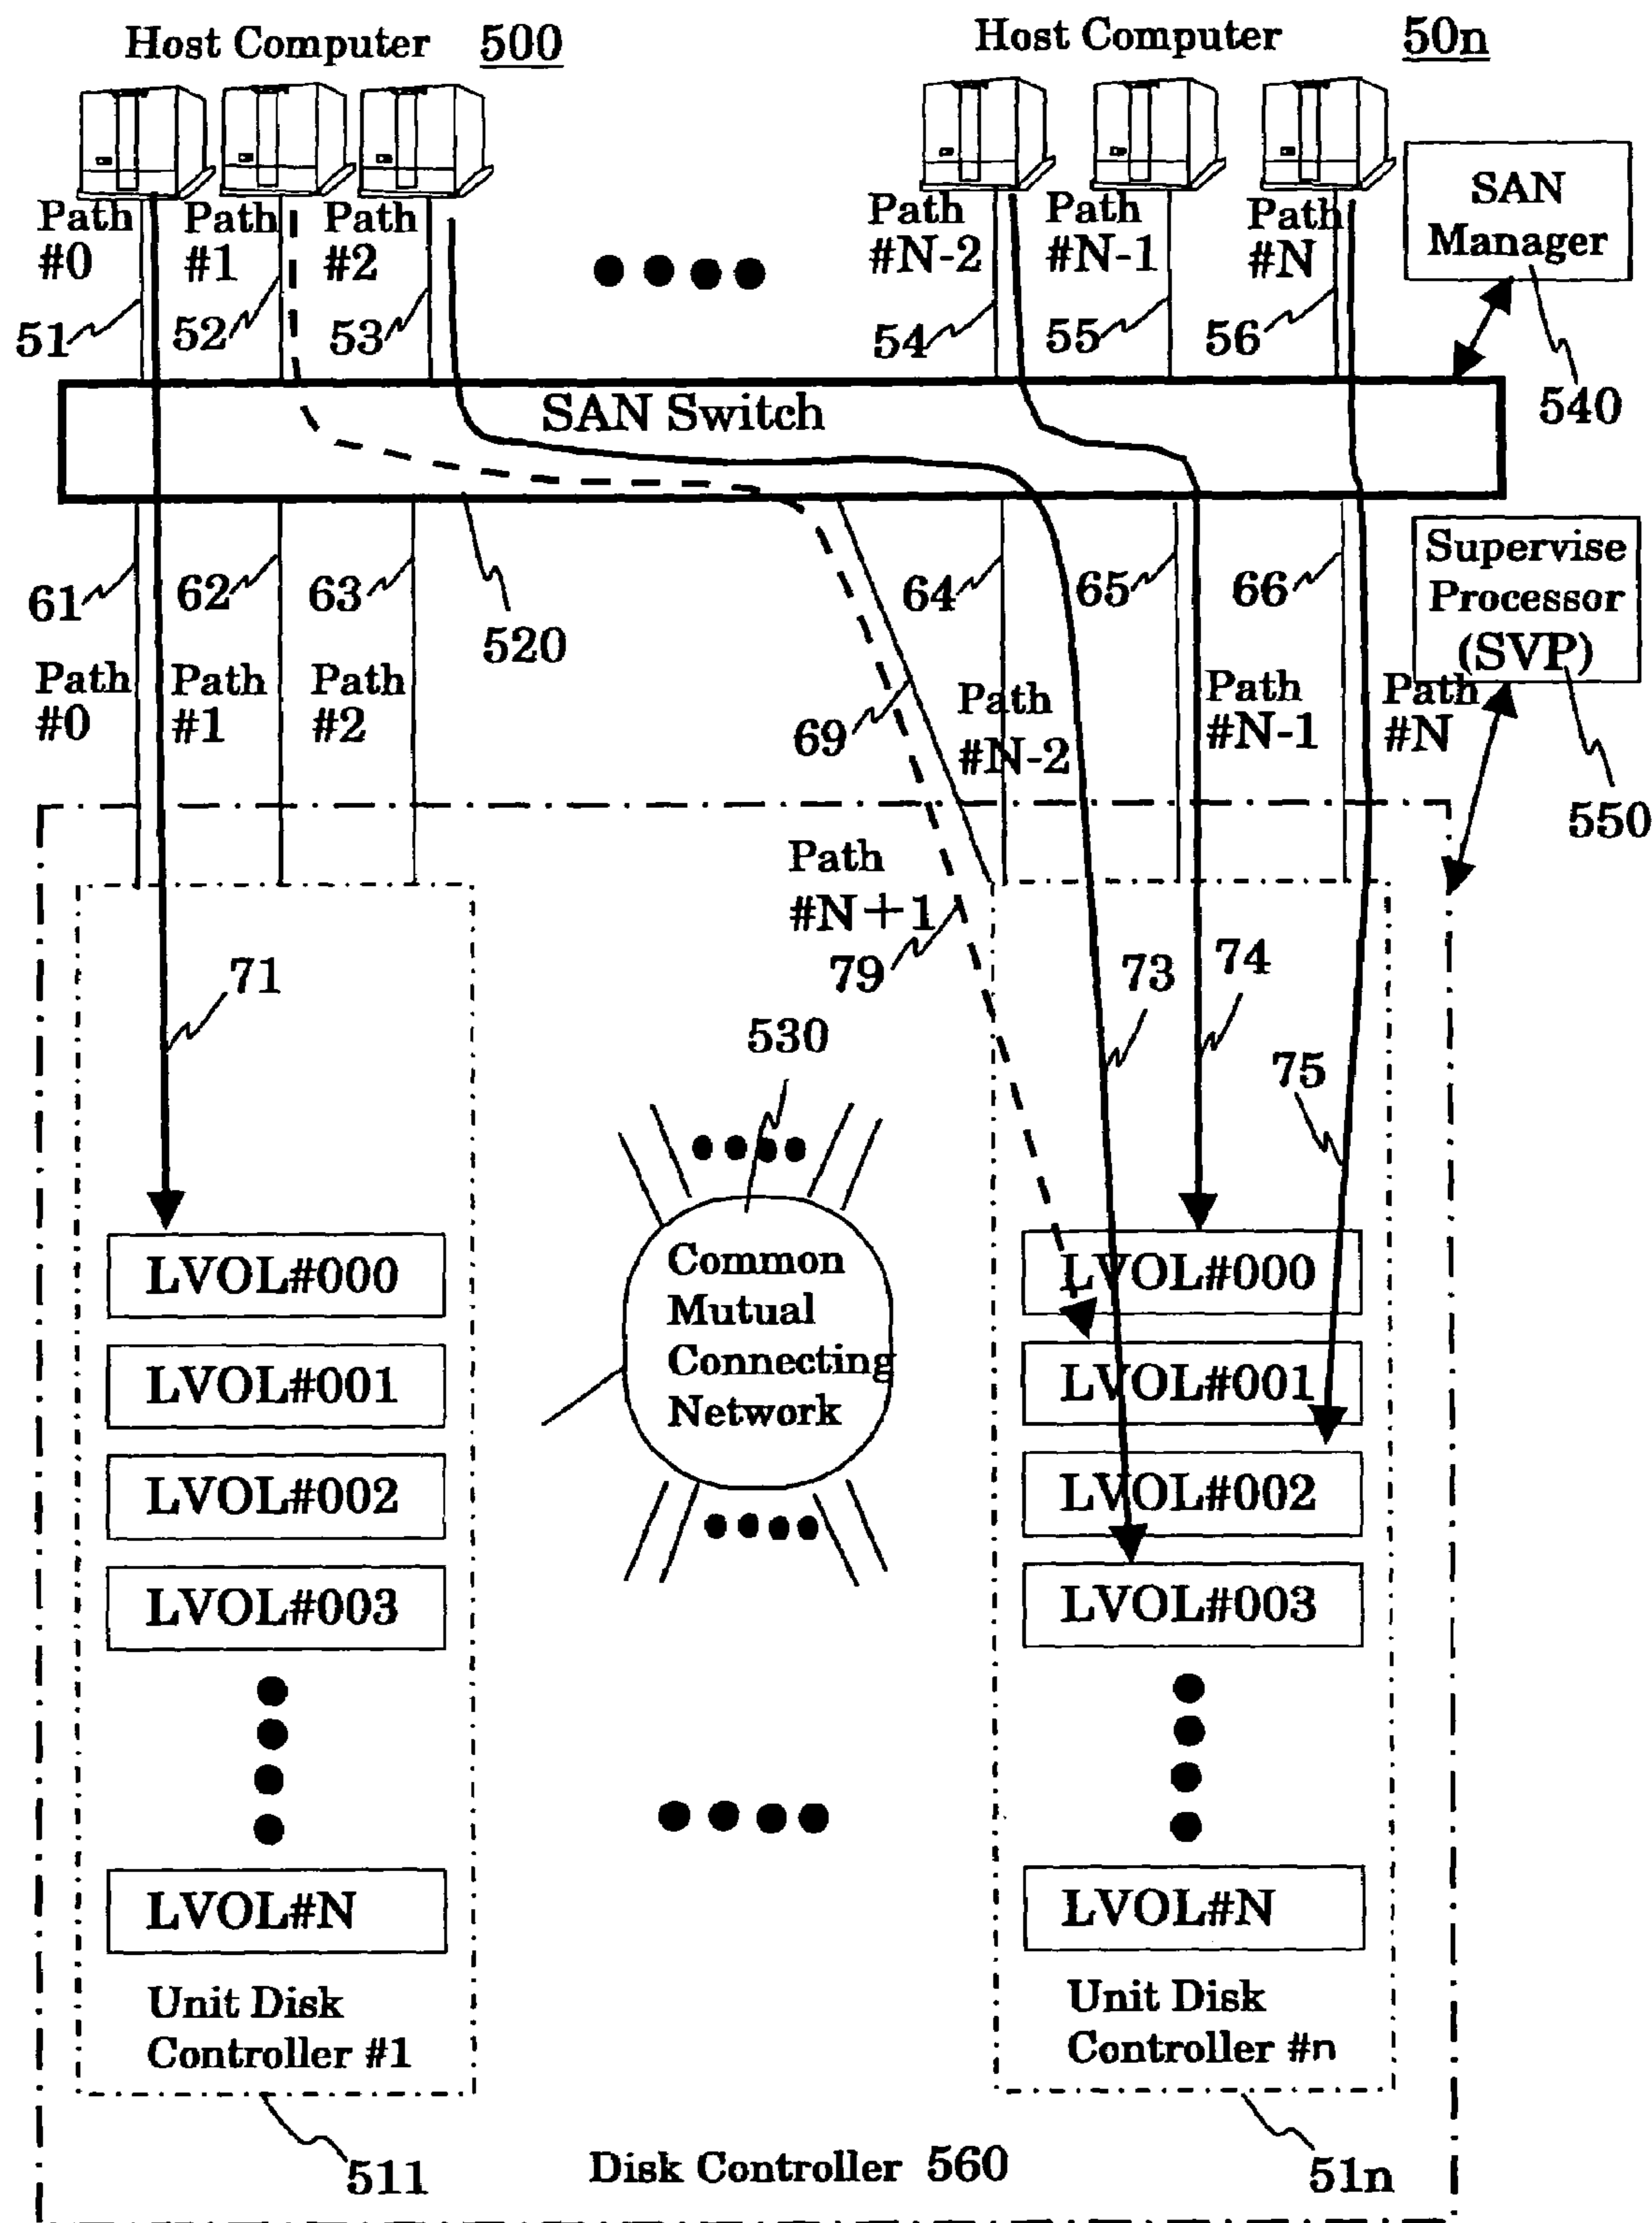 Host Computer 500
Host Computer 50n
SAN
Manager
540
Path
#0
Path
#1
Path
#2
Path
#N-2
Path
#N-1
Path
#N
51
52
53
54
55
56
SAN Switch
520
61
62
63
69
64
65
66
Supervise
Processor
(SVP)
550
Path
#0
Path
#1
Path
#2
Path
#N-2
Path
#N-1
Path
#N
Path
#N+1
79
71
73
74
75
530
Common
Mutual
Connecting
Network
LVOL#000
LVOL#001
LVOL#002
LVOL#003
LVOL#N
Unit Disk
Controller #1
511
LVOL#000
LVOL#001
LVOL#002
LVOL#003
LVOL#N
Unit Disk
Controller #n
51n
Disk Controller 560